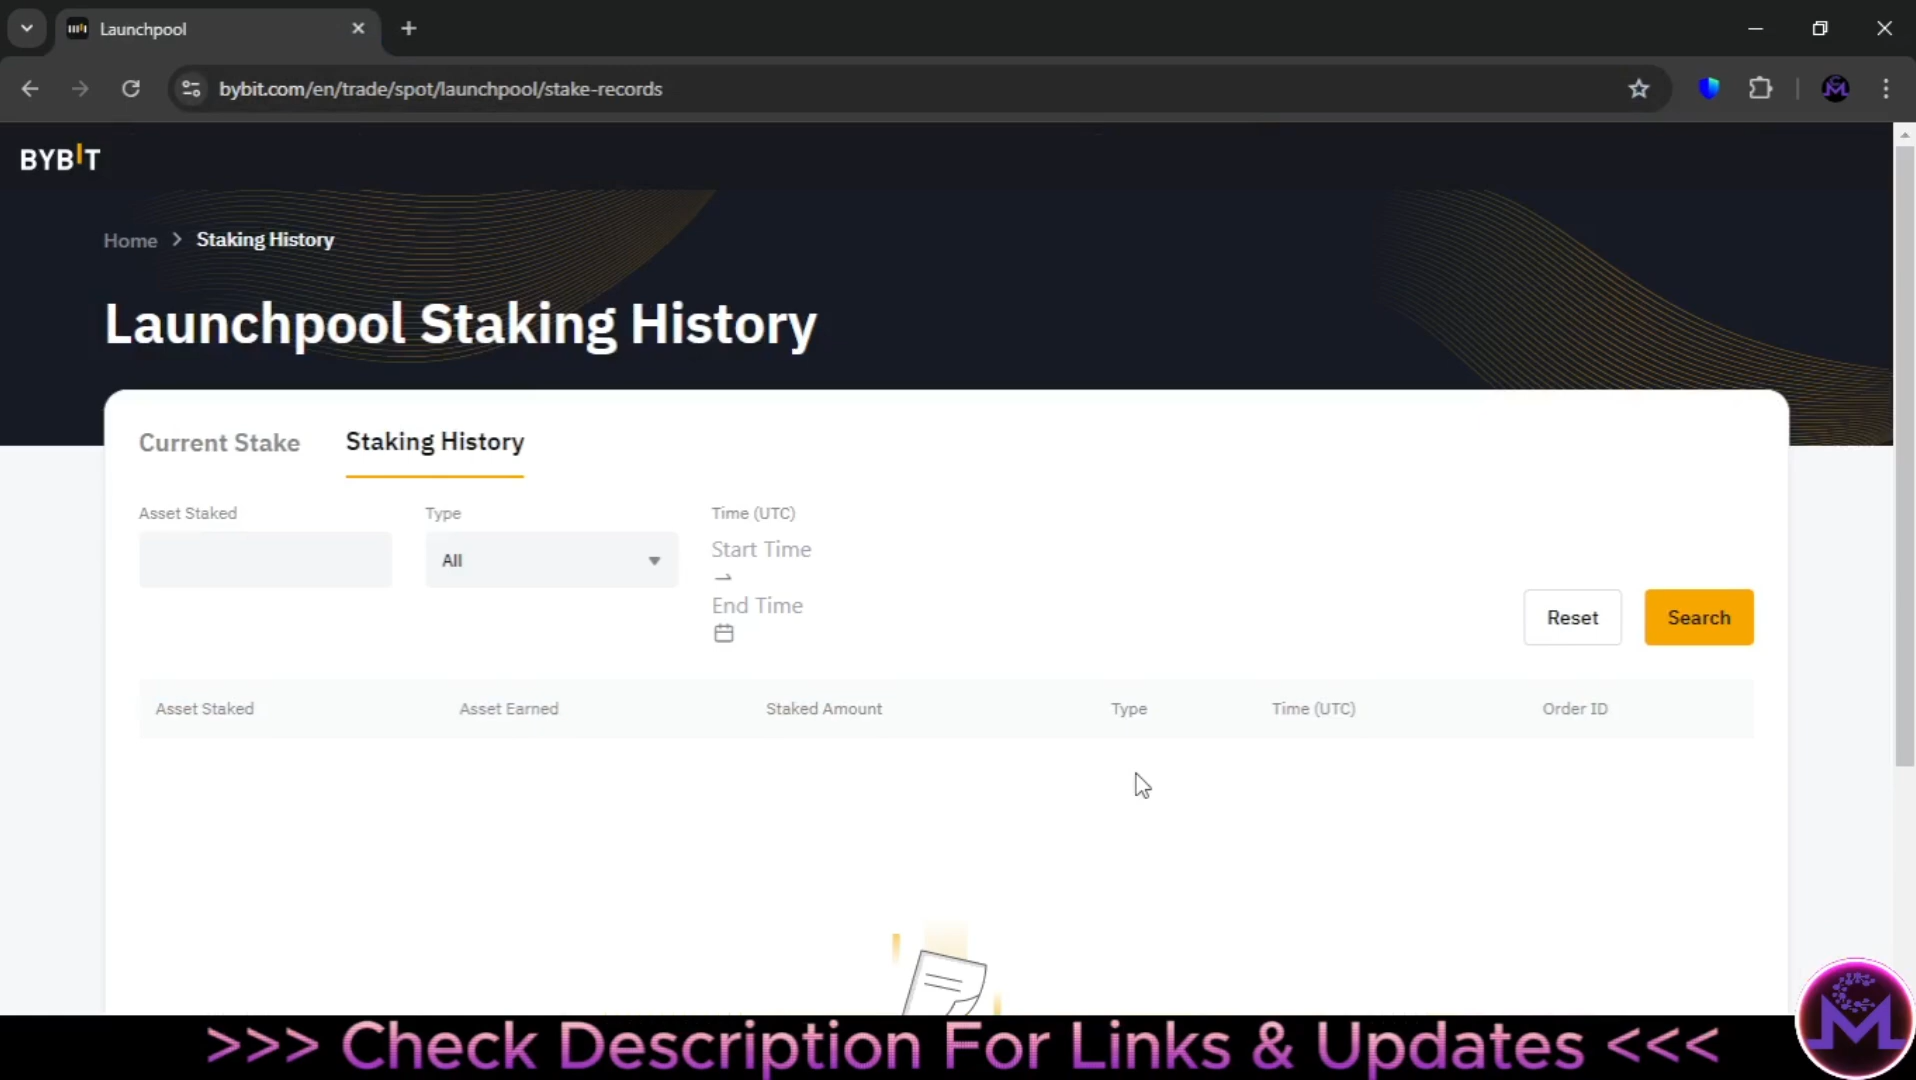 Launchpool
bybit.com/en/trade/spot/launchpool/stake-records
BYBIT
Home > Staking History
Launchpool Staking History
Current Stake Staking History
Asset Staked Type Time (UTC)
All Start Time
End Time
Reset Search
Asset Staked Asset Earned Staked Amount Type Time (UTC) Order ID
>>> Check Description For Links & Updates <<<